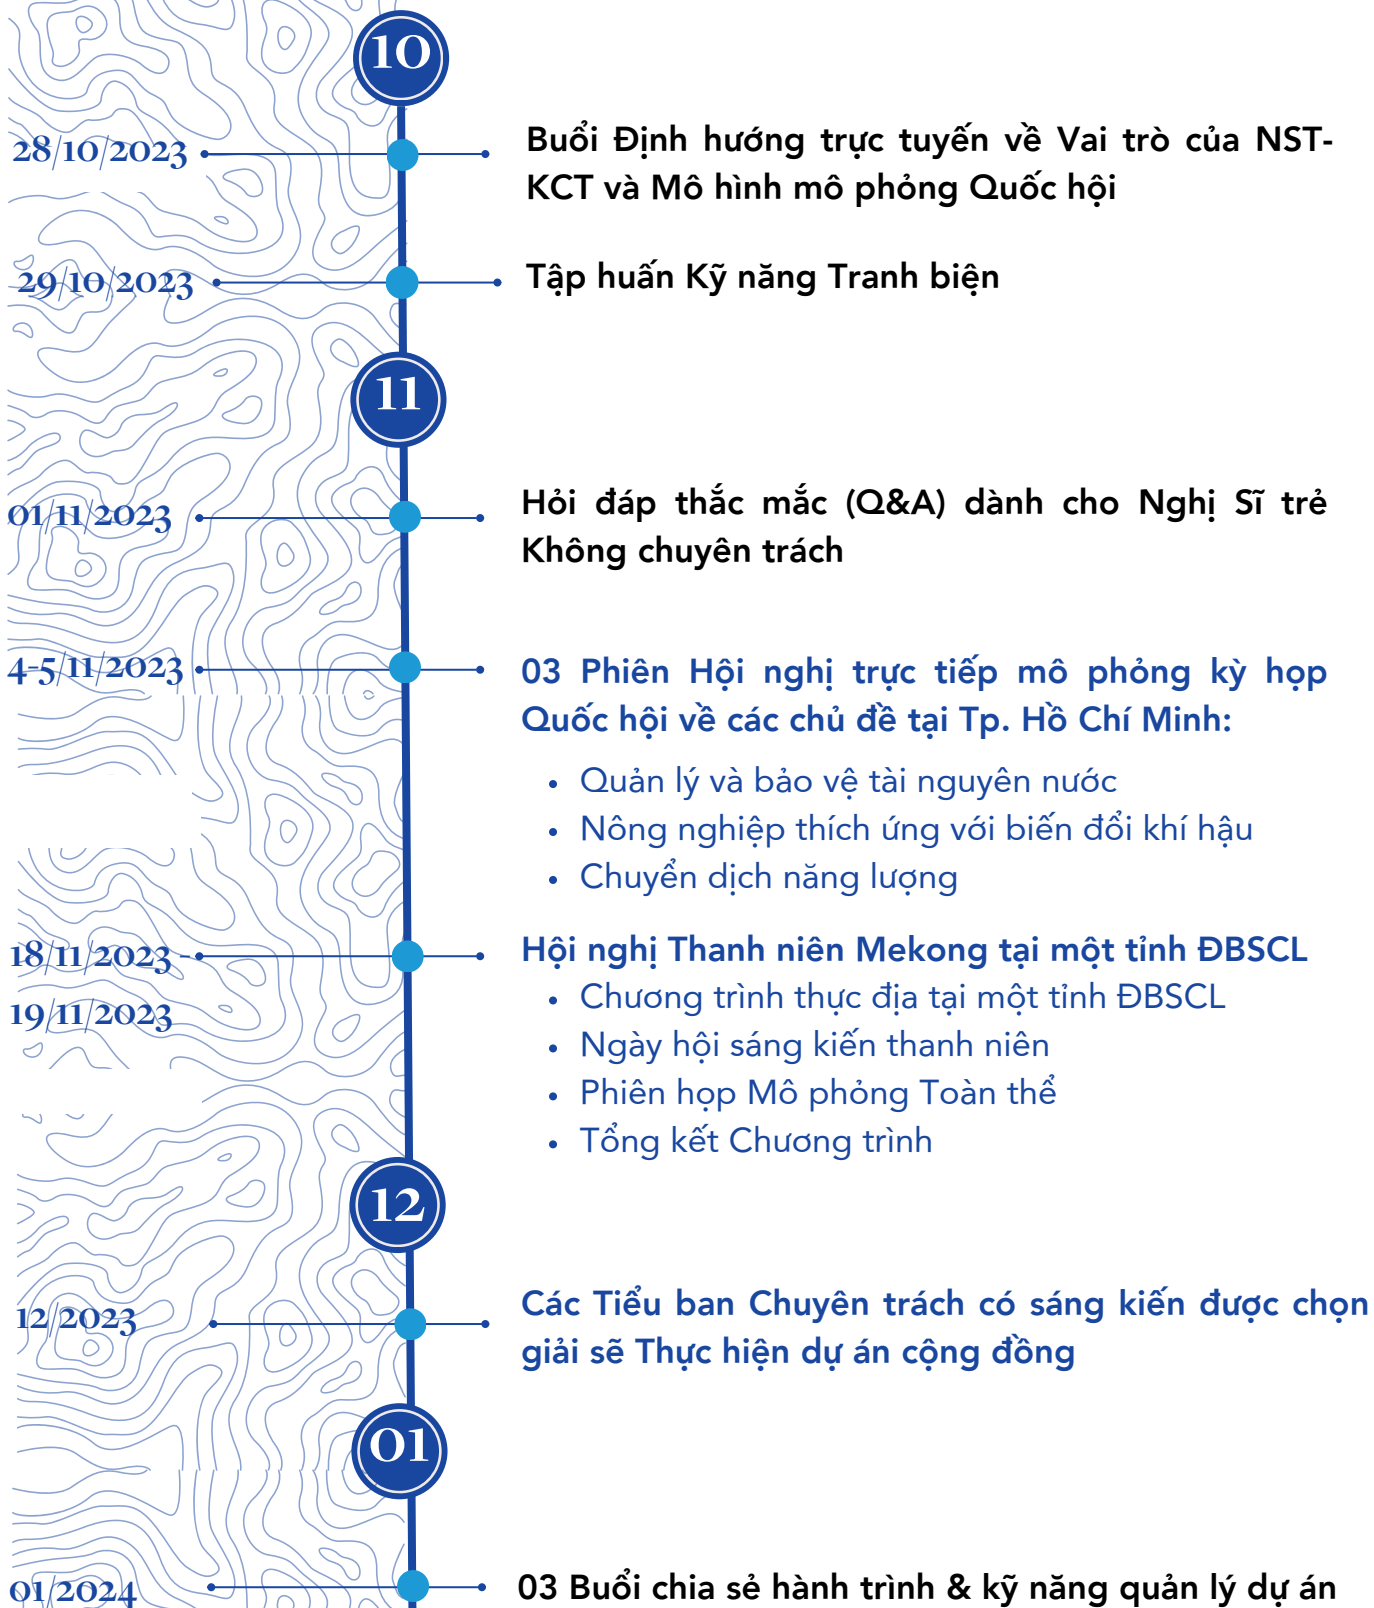 10
28/10/2023
Buổi Định hướng trực tuyến về Vai trò của NST-
KCT và Mô hình mô phỏng Quốc hội
29/10/2023
Tập huấn Kỹ năng Tranh biện
11
01/11/2023
Hỏi đáp thắc mắc (Q&A) dành cho Nghị Sĩ trẻ
Không chuyên trách
4-5/11/2023
03 Phiên Hội nghị trực tiếp mô phỏng kỳ họp
Quốc hội về các chủ đề tại Tp. Hồ Chí Minh:
• Quản lý và bảo vệ tài nguyên nước
• Nông nghiệp thích ứng với biến đổi khí hậu
• Chuyển dịch năng lượng
18/11/2023 -
19/11/2023
Hội nghị Thanh niên Mekong tại một tỉnh ĐBSCL
• Chương trình thực địa tại một tỉnh ĐBSCL
• Ngày hội sáng kiến thanh niên
• Phiên họp Mô phỏng Toàn thể
• Tổng kết Chương trình
12
12/2023
Các Tiểu ban Chuyên trách có sáng kiến được chọn
giải sẽ Thực hiện dự án cộng đồng
01
01/2024
03 Buổi chia sẻ hành trình & kỹ năng quản lý dự án